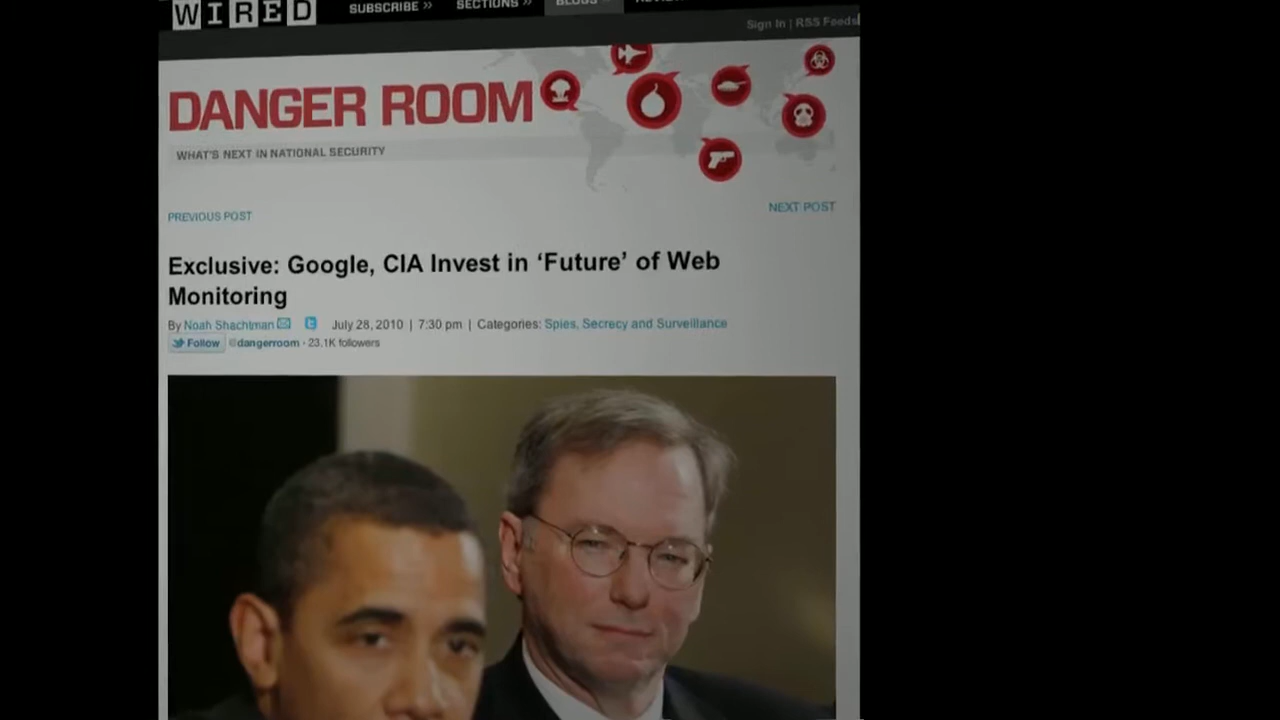 WIRED
SUBSCRIBE >> SECTIONS >> BLOGS
Sign In | RSS Feeds
DANGER ROOM
WHAT'S NEXT IN NATIONAL SECURITY
PREVIOUS POST
NEXT POST
Exclusive: Google, CIA Invest in ‘Future’ of Web
Monitoring
By Noah Shachtman July 28, 2010 | 7:30 pm | Categories: Spies, Secrecy and Surveillance
Follow @dangerroom · 23.1K followers